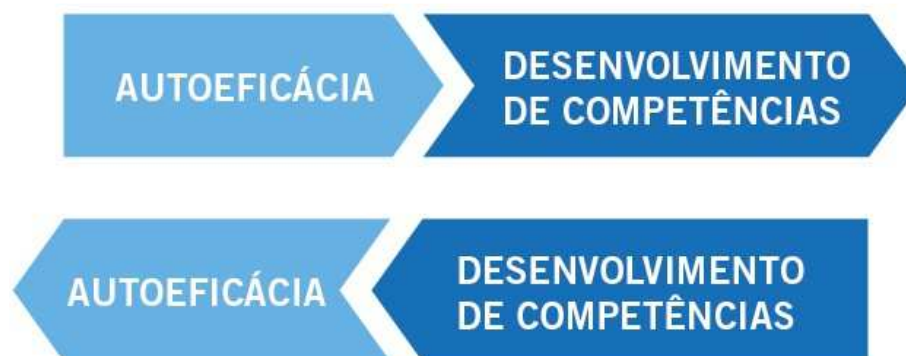 AUTOEFICÁCIA
DESENVOLVIMENTO
DE COMPETÊNCIAS
AUTOEFICÁCIA
DESENVOLVIMENTO
DE COMPETÊNCIAS